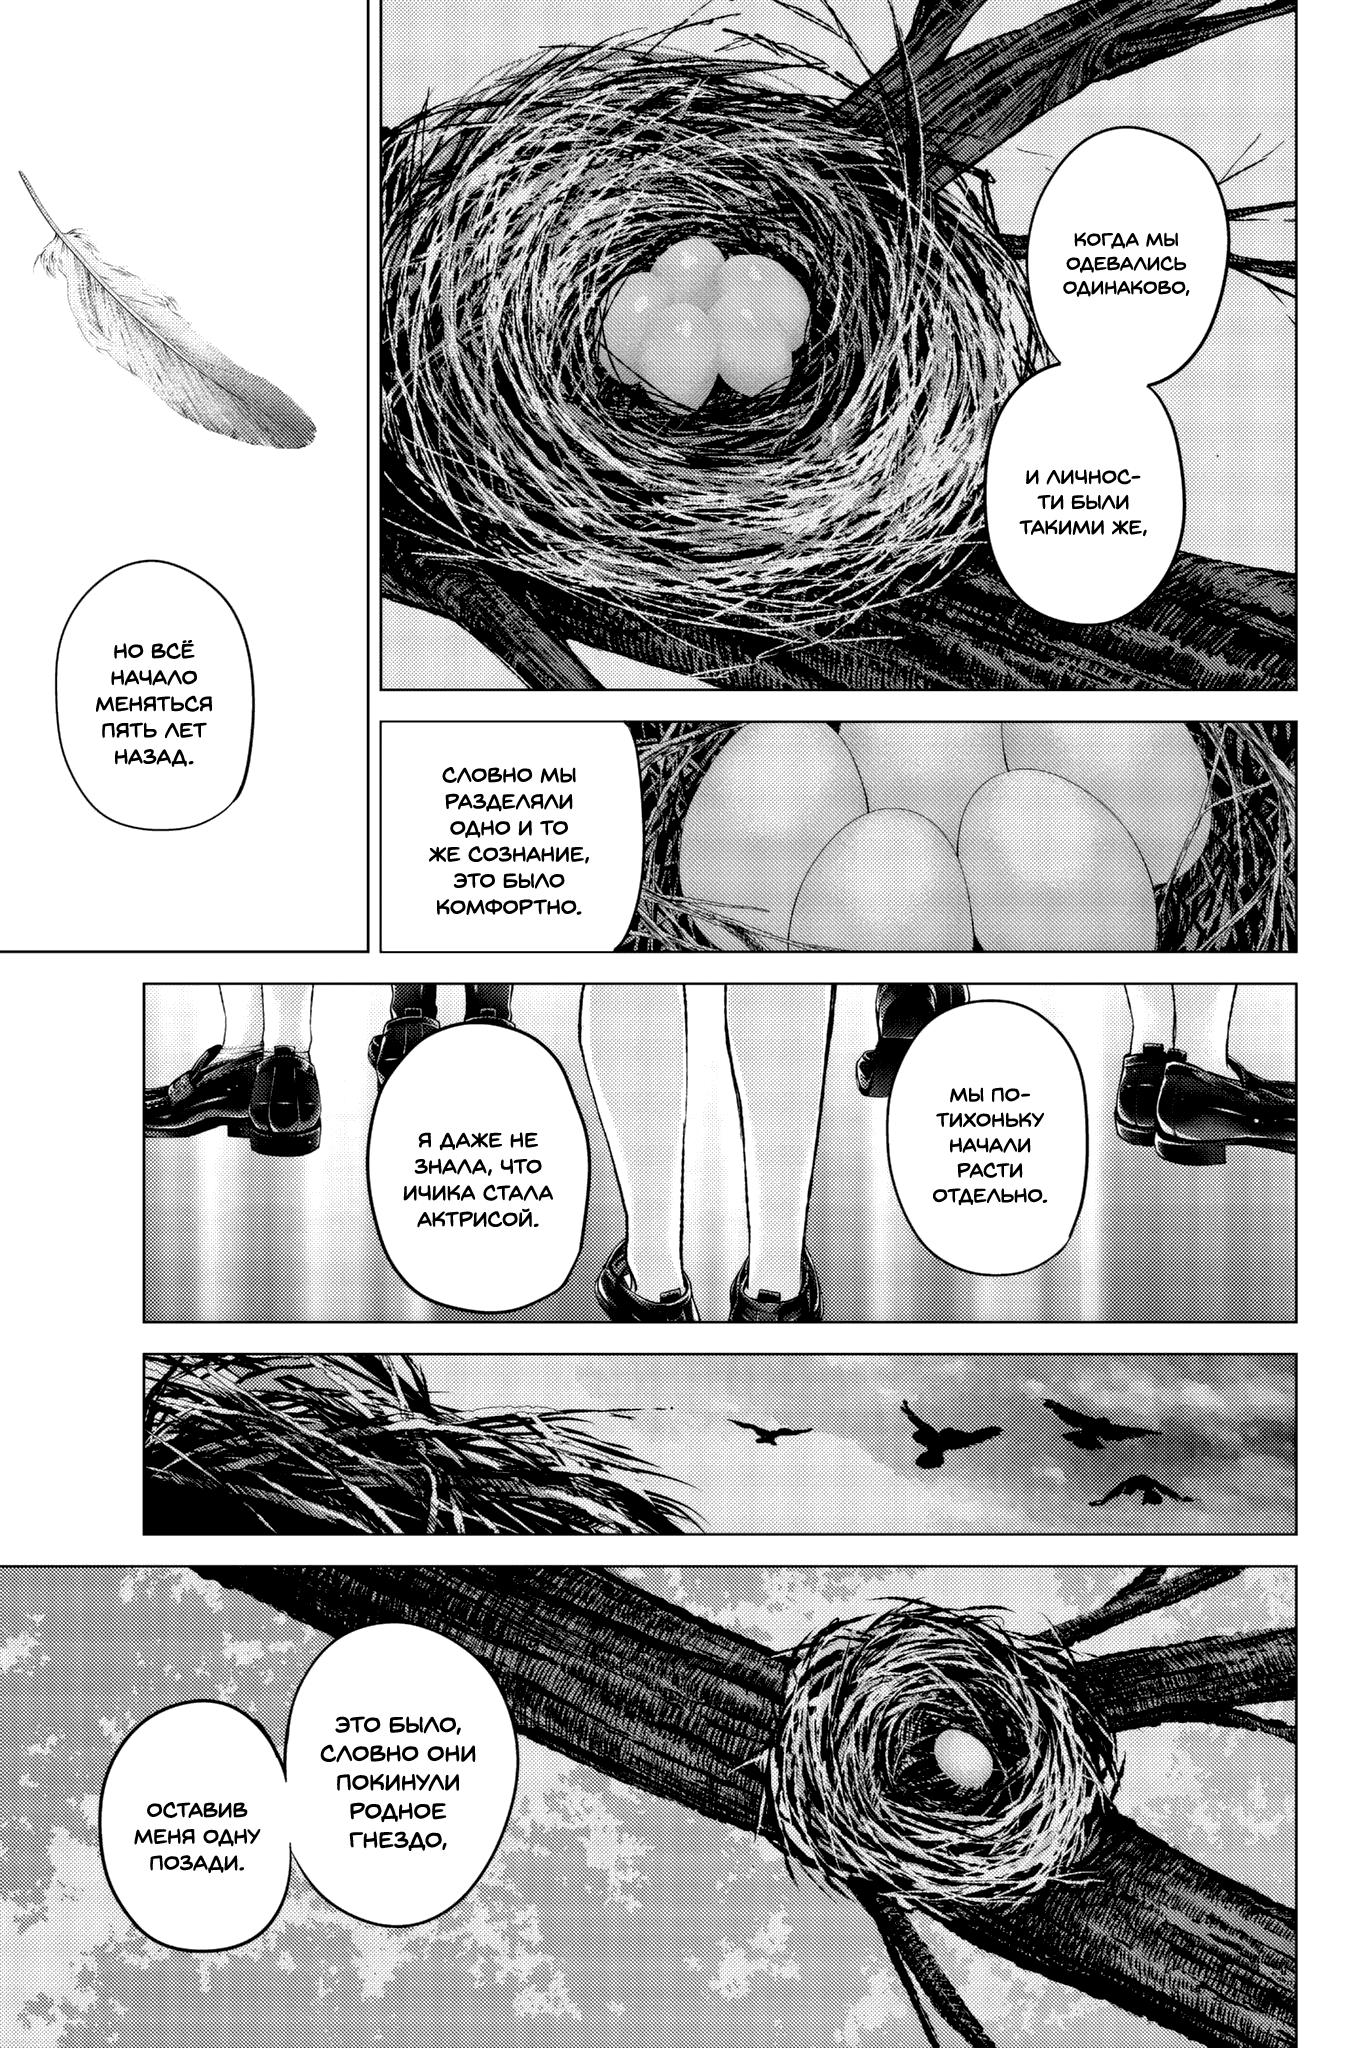 КОГДА МЫ
ОДЕВАЛИСЬ
ОДИНАКОВО,
И ЛИЧНОС-
ТИ БЫЛИ
ТАКИМИ ЖЕ,
СЛОВНО МЫ
РАЗДЕЛЯЛИ
ОДНО И ТО
ЖЕ СОЗНАНИЕ,
ЭТО БЫЛО
КОМФОРТНО.
НО ВСЁ
НАЧАЛО
МЕНЯТЬСЯ
ПЯТЬ ЛЕТ
НАЗАД.
МЫ ПО-
ТИХОНЬКУ
НАЧАЛИ
РАСТИ
ОТДЕЛЬНО.
Я ДАЖЕ НЕ
ЗНАЛА, ЧТО
ИЧИКА СТАЛА
АКТРИСОЙ.
ЭТО БЫЛО,
СЛОВНО ОНИ
ПОКИНУЛИ
РОДНОЕ
ГНЕЗДО,
ОСТАВИВ
МЕНЯ ОДНУ
ПОЗАДИ.